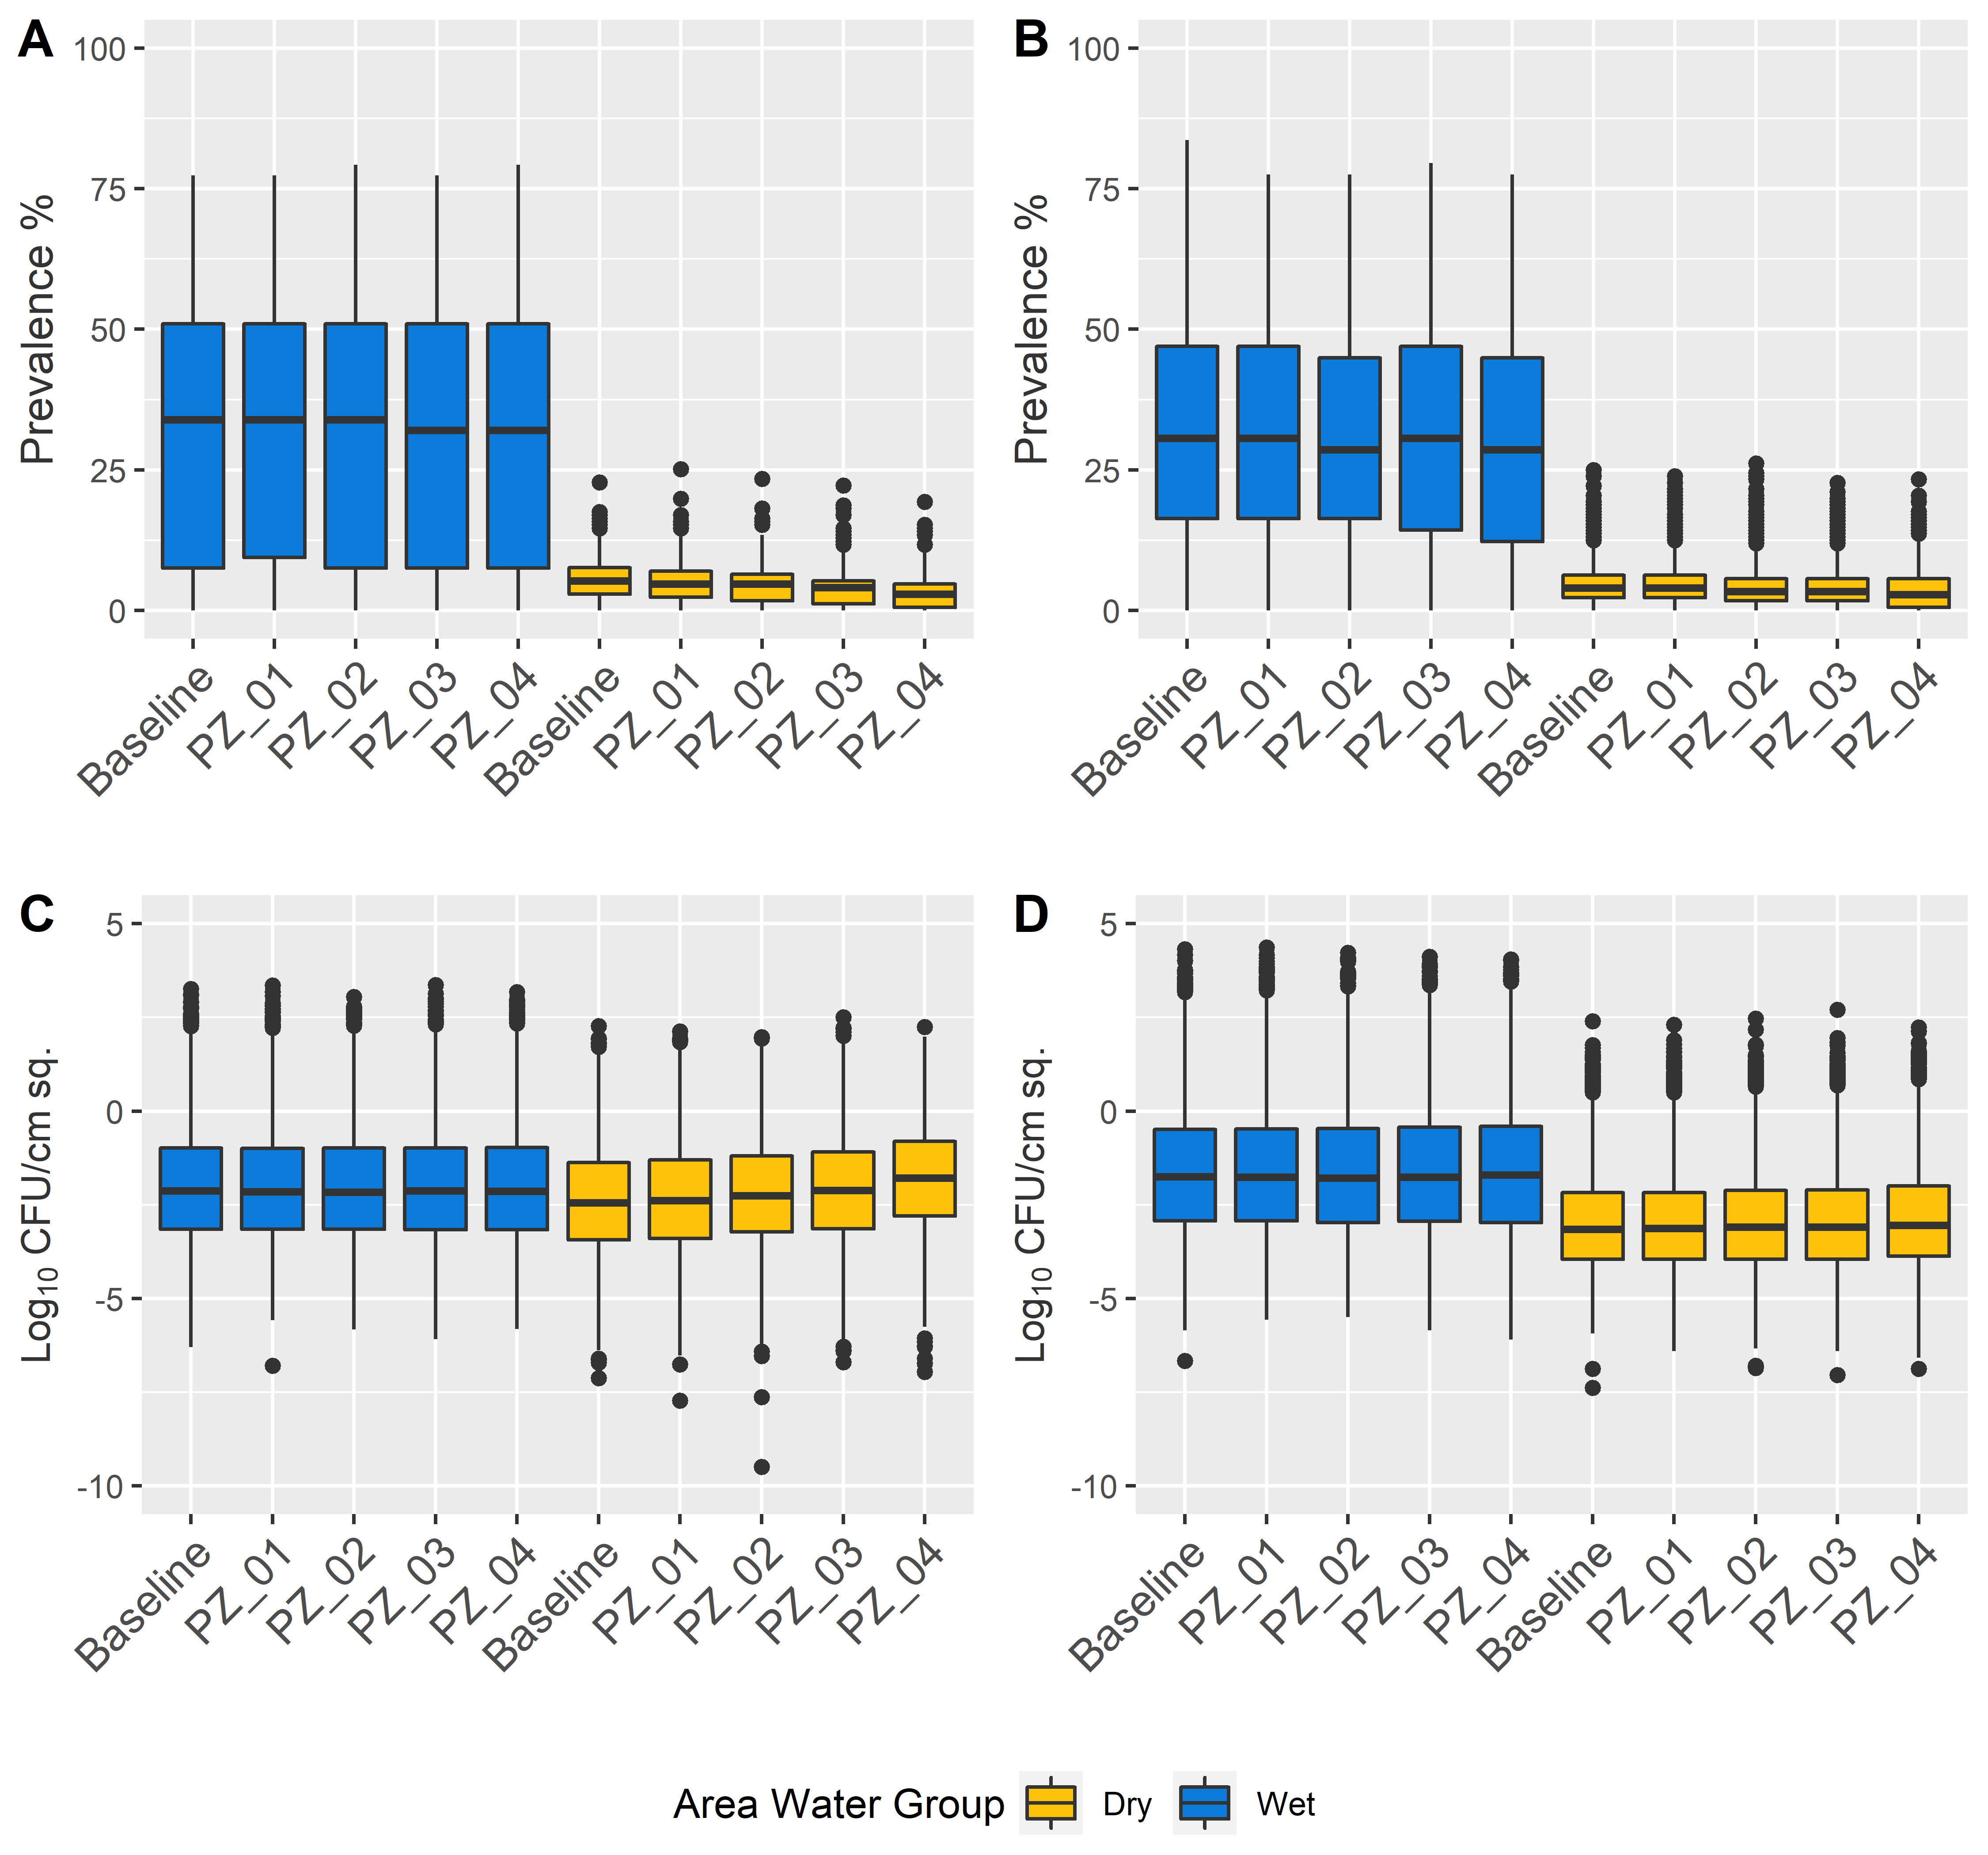 A
B
Prevalence %
100
75
50
25
0
Baseline PZ_01 PZ_02 PZ_03 PZ_04 Baseline PZ_01 PZ_02 PZ_03 PZ_04
Prevalence %
100
75
50
25
0
Baseline PZ_01 PZ_02 PZ_03 PZ_04 Baseline PZ_01 PZ_02 PZ_03 PZ_04
C
D
Log₁₀ CFU/cm sq.
5
0
-5
-10
Baseline PZ_01 PZ_02 PZ_03 PZ_04 Baseline PZ_01 PZ_02 PZ_03 PZ_04
Log₁₀ CFU/cm sq.
5
0
-5
-10
Baseline PZ_01 PZ_02 PZ_03 PZ_04 Baseline PZ_01 PZ_02 PZ_03 PZ_04
Area Water Group Dry Wet